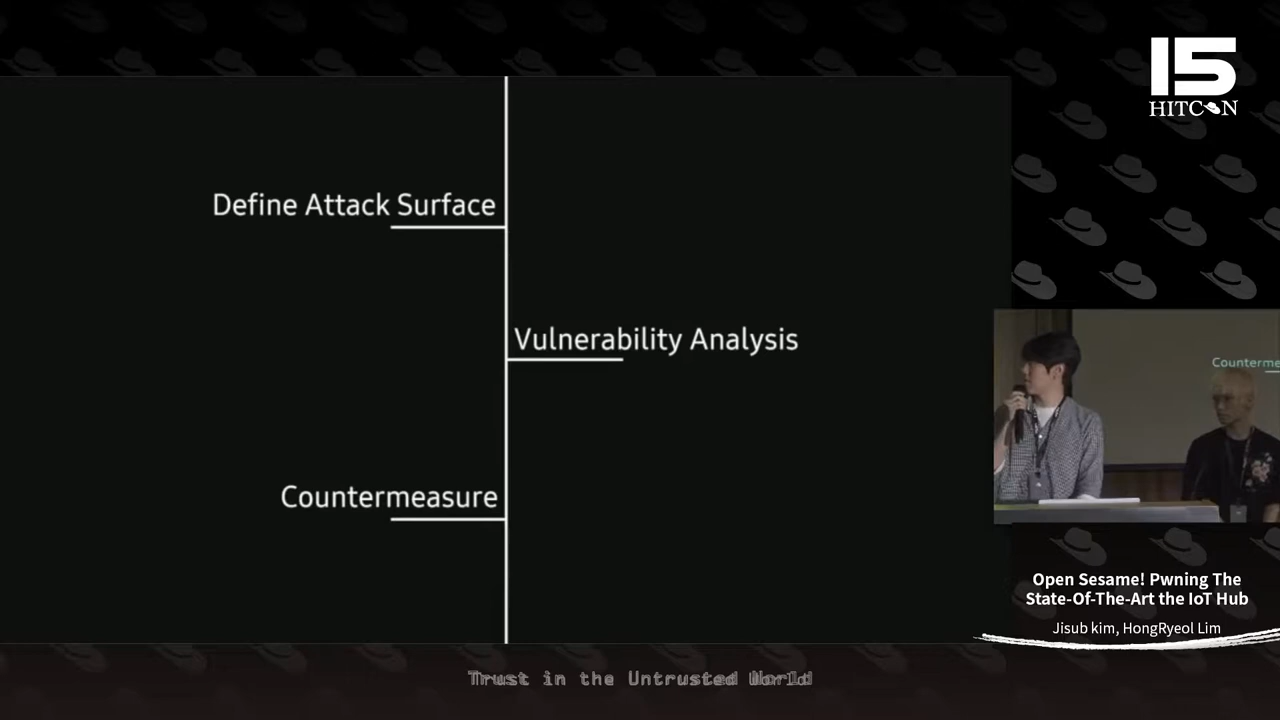 15
HITCON
Define Attack Surface
Vulnerability Analysis
Countermeasure
Counterme
Open Sesame! Pwning The
State-Of-The-Art the IoT Hub
Jisub kim, HongRyeol Lim
Trust in the Untrusted World